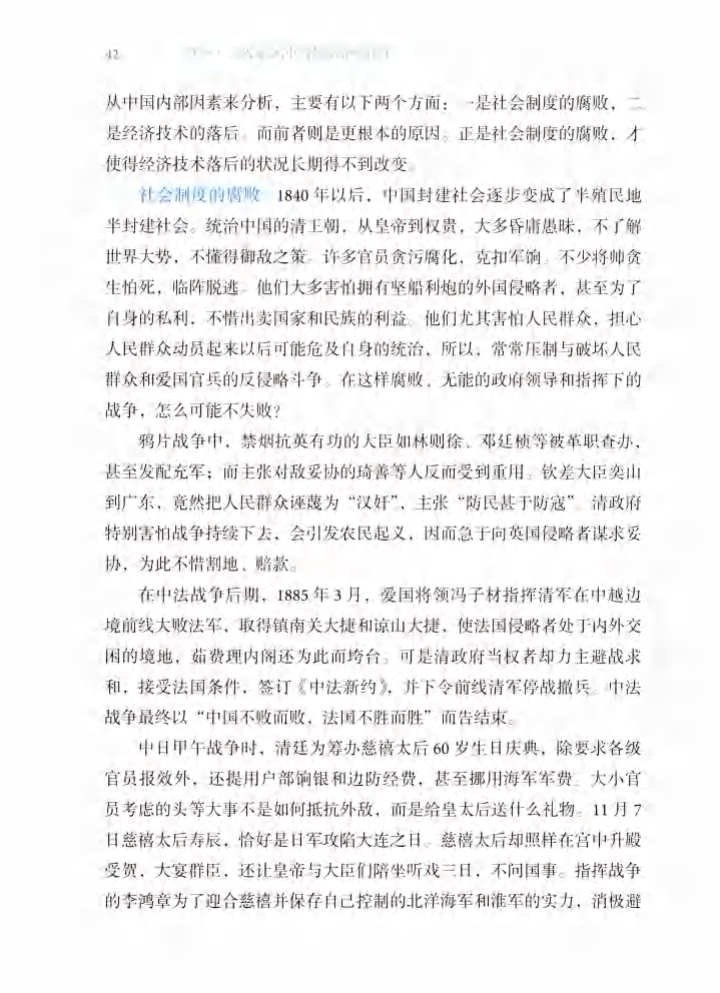 42
从中国内部因素来分析，主要有以下两个方面：一是社会制度的腐败，二
是经济技术的落后。而前者则是更根本的原因。正是社会制度的腐败，才
使得经济技术落后的状况长期得不到改变。
社会制度的腐败 1840 年以后，中国封建社会逐步变成了半殖民地
半封建社会。统治中国的清王朝，从皇帝到权贵，大多昏庸愚昧，不了解
世界大势，不懂得御敌之策。许多官员贪污腐化，克扣军饷。不少将帅贪
生怕死，临阵脱逃。他们大多害怕拥有坚船利炮的外国侵略者，甚至为了
自身的私利，不惜出卖国家和民族的利益。他们尤其害怕人民群众，担心
人民群众动员起来以后可能危及自身的统治，所以，常常压制与破坏人民
群众和爱国官兵的反侵略斗争。在这样腐败、无能的政府领导和指挥下的
战争，怎么可能不失败？
鸦片战争中，禁烟抗英有功的大臣如林则徐、邓廷桢等被革职查办，
甚至发配充军；而主张对敌妥协的琦善等人反而受到重用。钦差大臣奕山
到广东，竟然把人民群众诬蔑为“汉奸”，主张“防民甚于防寇”。清政府
特别害怕战争持续下去，会引发农民起义，因而急于向英国侵略者谋求妥
协，为此不惜割地、赔款。
在中法战争后期，1885 年 3 月，爱国将领冯子材指挥清军在中越边
境前线大败法军，取得镇南关大捷和谅山大捷，使法国侵略者处于内外交
困的境地，茹费理内阁还为此而垮台。可是清政府当权者却力主避战求
和，接受法国条件，签订《中法新约》，并下令前线清军停战撤兵。中法
战争最终以“中国不败而败，法国不胜而胜”而告结束。
中日甲午战争时，清廷为筹办慈禧太后 60 岁生日庆典，除要求各级
官员报效外，还提用户部饷银和边防经费，甚至挪用海军军费。大小官
员考虑的头等大事不是如何抵抗外敌，而是给皇太后送什么礼物。11 月 7
日慈禧太后寿辰，恰好是日军攻陷大连之日。慈禧太后却照样在宫中升殿
受贺，大宴群臣，还让皇帝与大臣们陪坐听戏三日，不问国事。指挥战争
的李鸿章为了迎合慈禧并保存自己控制的北洋海军和淮军的实力，消极避